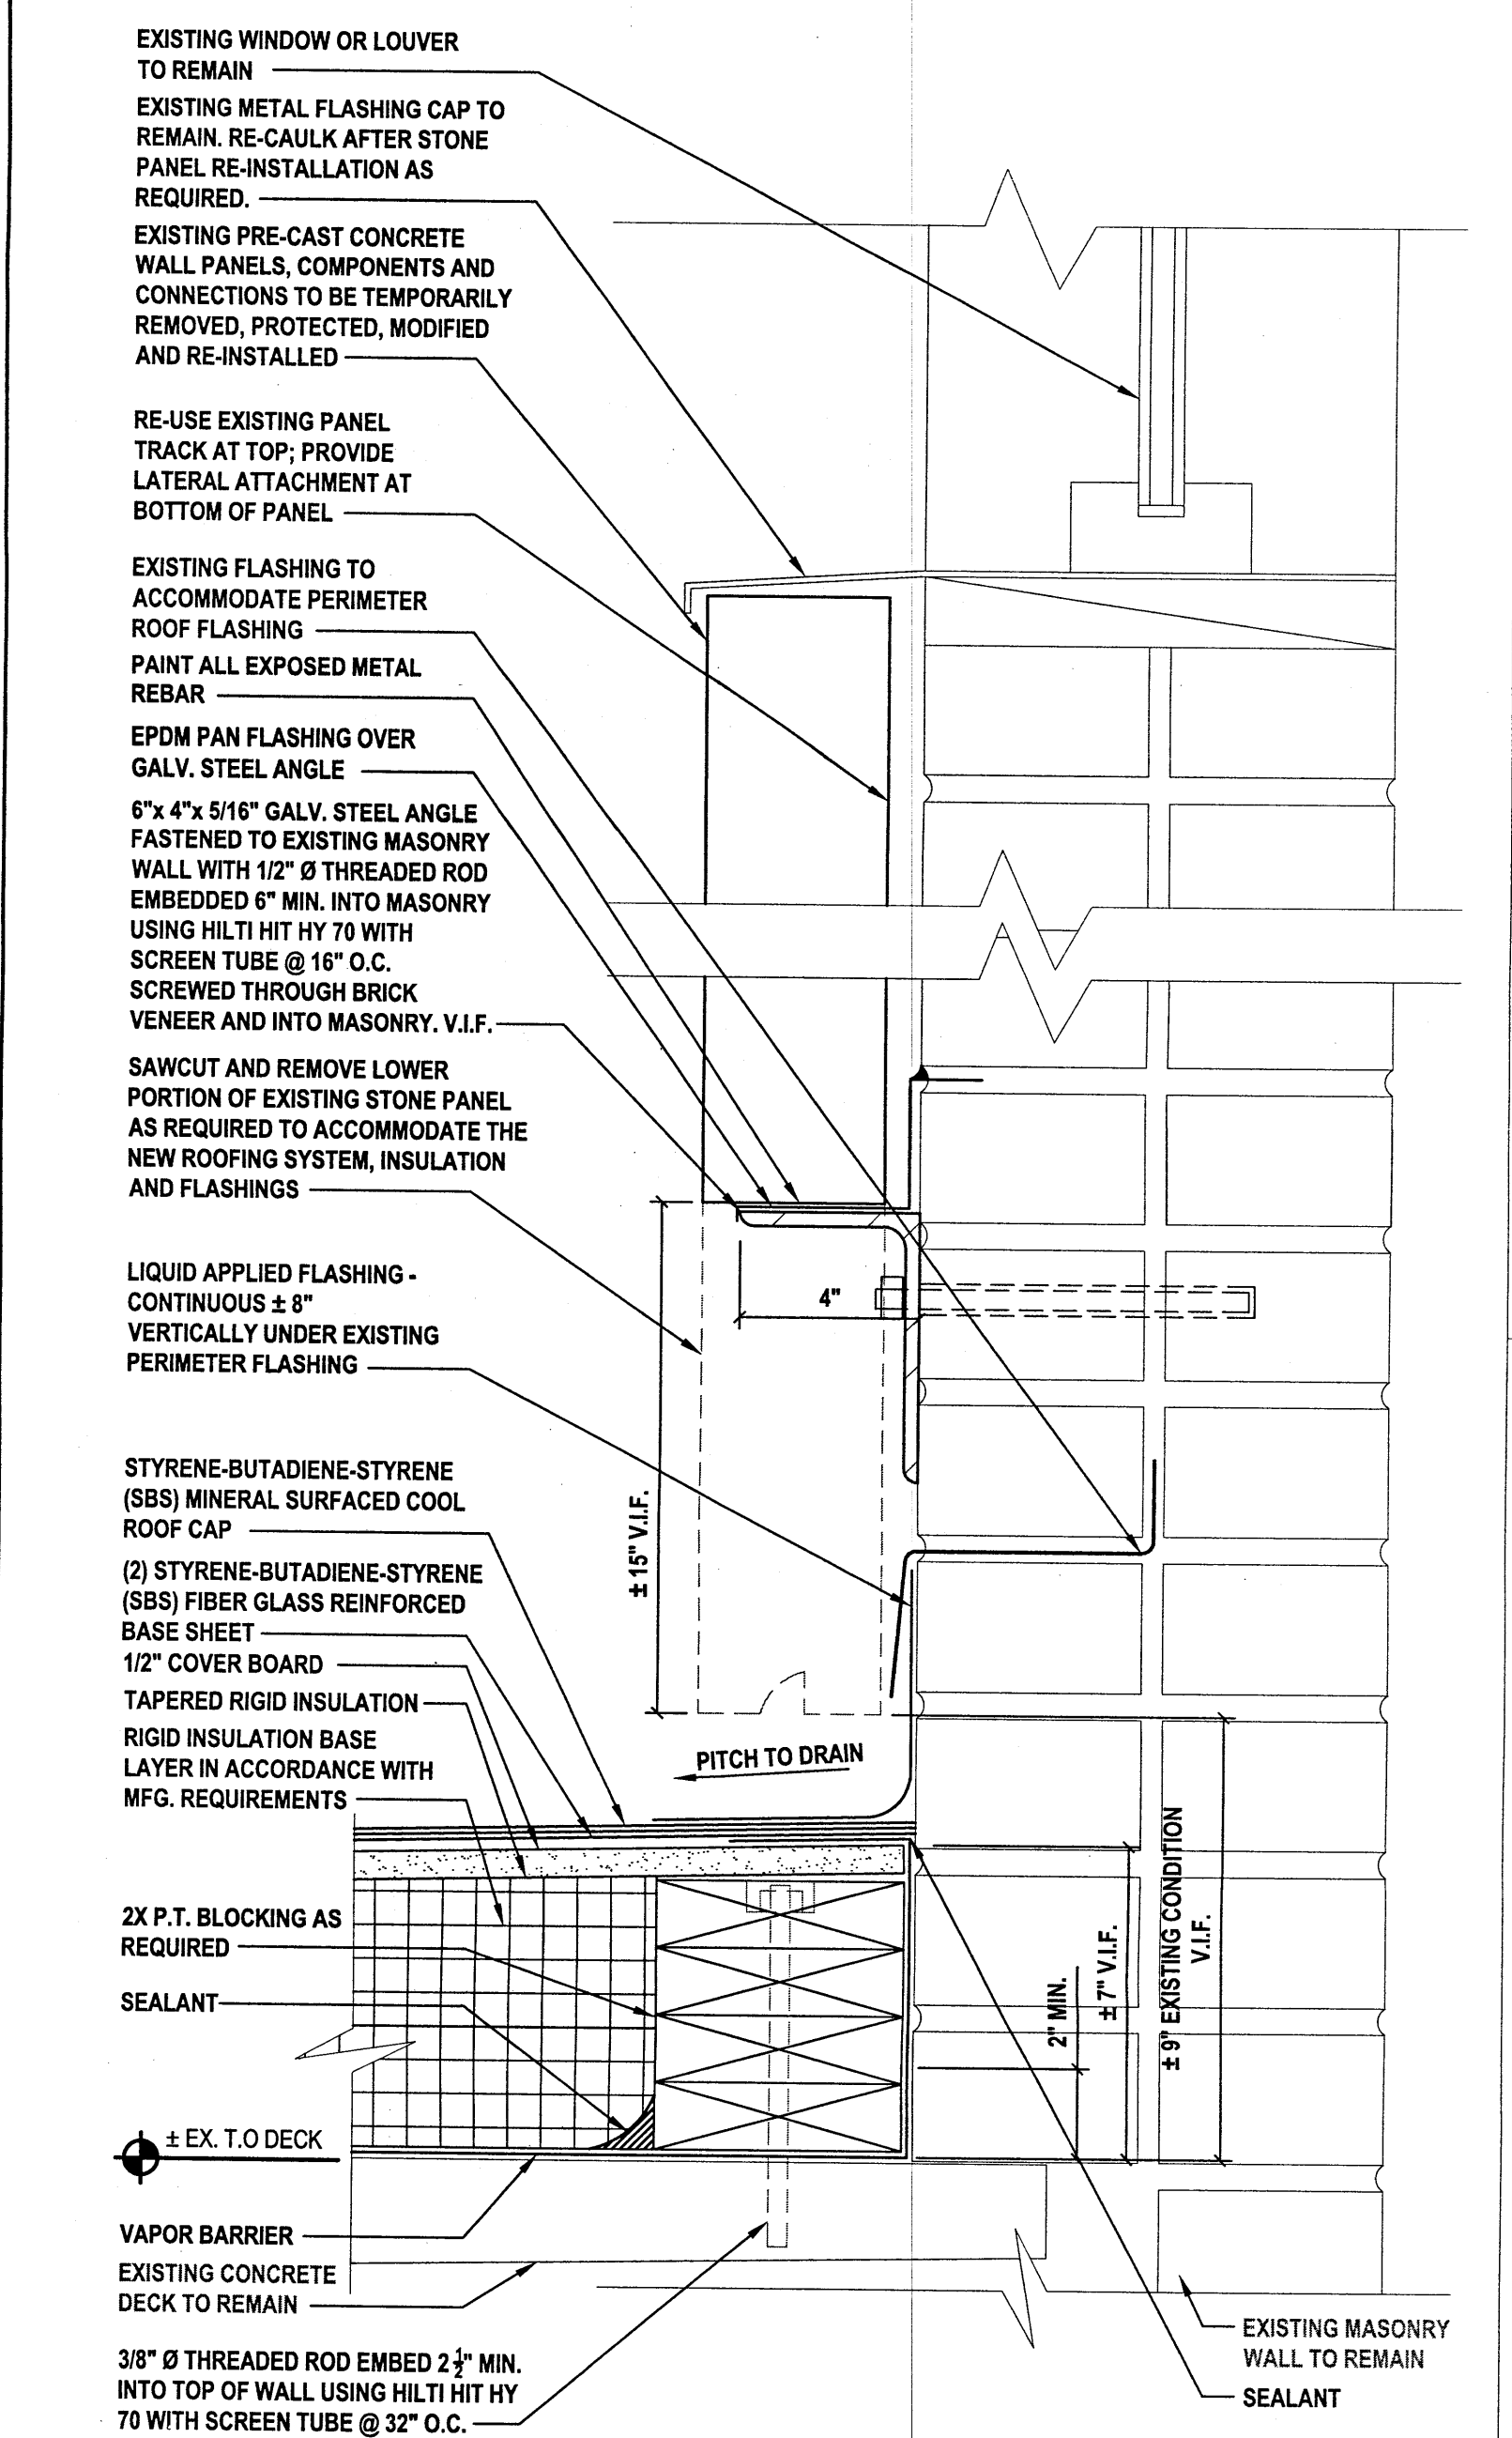 EXISTING WINDOW OR LOUVER
TO REMAIN
EXISTING METAL FLASHING CAP TO
REMAIN. RE-CAULK AFTER STONE
PANEL RE-INSTALLATION AS
REQUIRED.
EXISTING PRE-CAST CONCRETE
WALL PANELS, COMPONENTS AND
CONNECTIONS TO BE TEMPORARILY
REMOVED, PROTECTED, MODIFIED
AND RE-INSTALLED
RE-USE EXISTING PANEL
TRACK AT TOP; PROVIDE
LATERAL ATTACHMENT AT
BOTTOM OF PANEL
EXISTING FLASHING TO
ACCOMMODATE PERIMETER
ROOF FLASHING
PAINT ALL EXPOSED METAL
REBAR
EPDM PAN FLASHING OVER
GALV. STEEL ANGLE
6"x 4"x 5/16" GALV. STEEL ANGLE
FASTENED TO EXISTING MASONRY
WALL WITH 1/2" Ø THREADED ROD
EMBEDDED 6" MIN. INTO MASONRY
USING HILTI HIT HY 70 WITH
SCREEN TUBE @ 16" O.C.
SCREWED THROUGH BRICK
VENEER AND INTO MASONRY. V.I.F.
SAWCUT AND REMOVE LOWER
PORTION OF EXISTING STONE PANEL
AS REQUIRED TO ACCOMMODATE THE
NEW ROOFING SYSTEM, INSULATION
AND FLASHINGS
LIQUID APPLIED FLASHING -
CONTINUOUS ± 8"
VERTICALLY UNDER EXISTING
PERIMETER FLASHING
4"
± 15" V.I.F.
STYRENE-BUTADIENE-STYRENE
(SBS) MINERAL SURFACED COOL
ROOF CAP
(2) STYRENE-BUTADIENE-STYRENE
(SBS) FIBER GLASS REINFORCED
BASE SHEET
1/2" COVER BOARD
TAPERED RIGID INSULATION
RIGID INSULATION BASE
LAYER IN ACCORDANCE WITH
MFG. REQUIREMENTS
PITCH TO DRAIN
2X P.T. BLOCKING AS
REQUIRED
SEALANT
2" MIN.
± 7" V.I.F.
± 9" EXISTING CONDITION
V.I.F.
± EX. T.O DECK
VAPOR BARRIER
EXISTING CONCRETE
DECK TO REMAIN
3/8" Ø THREADED ROD EMBED 2 1/2" MIN.
INTO TOP OF WALL USING HILTI HIT HY
70 WITH SCREEN TUBE @ 32" O.C.
EXISTING MASONRY
WALL TO REMAIN
SEALANT